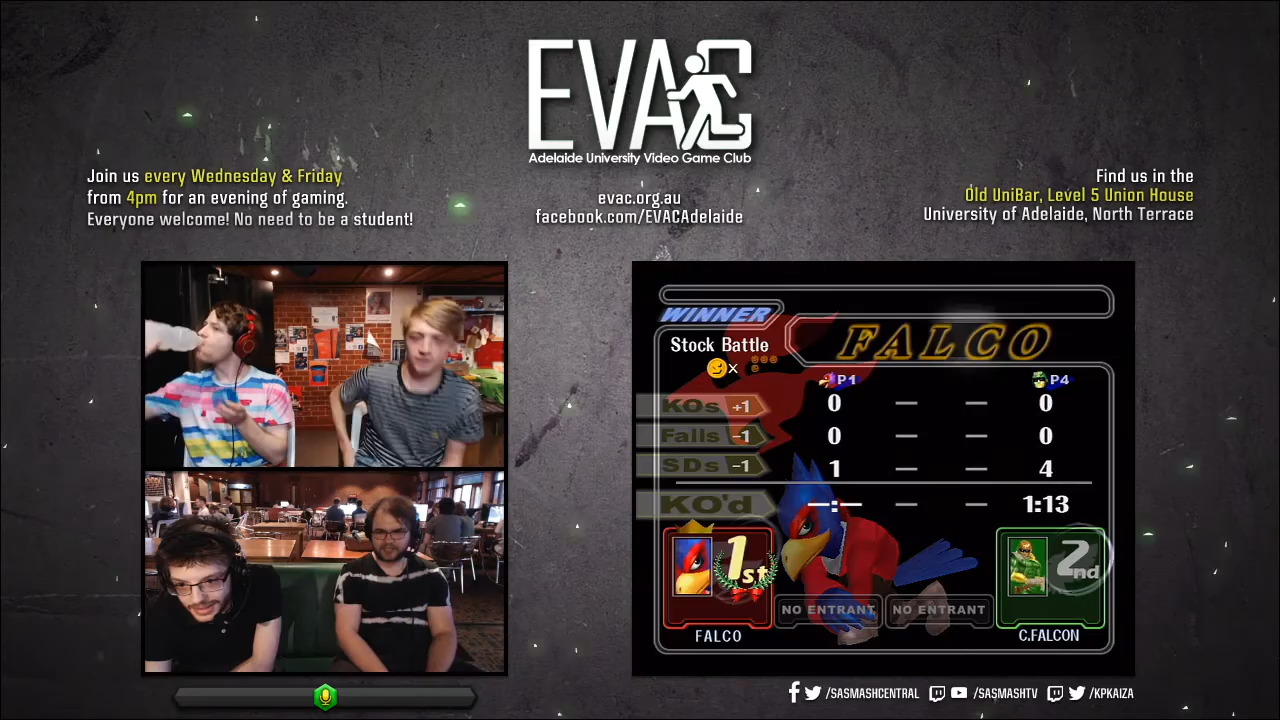 EVAC
Adelaide University Video Game Club
Join us every Wednesday & Friday
from 4pm for an evening of gaming.
Everyone welcome! No need to be a student!
evac.org.au
facebook.com/EVACAdelaide
Find us in the
Old UniBar, Level 5 Union House
University of Adelaide, North Terrace
WINNER
FALCO
Stock Battle
×
P1 P4
KOs +1 0 — — 0
Falls -1 0 — — 0
SDs -1 1 — — 4
KO'd —:— — — 1:13
1st NO ENTRANT NO ENTRANT 2nd
FALCO C.FALCON
/SASMASHCENTRAL /SASMASHTV /KPKAIZA